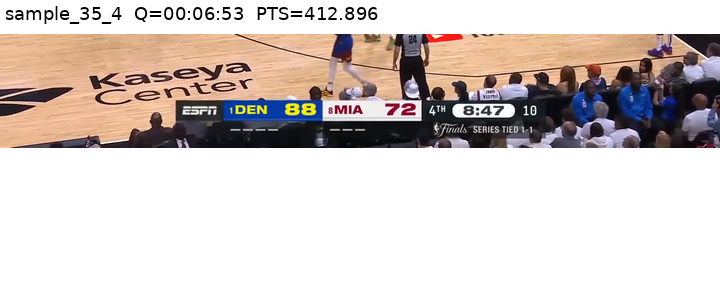 sample_35_4 Q=00:06:53 PTS=412.896
24
Kaseya
Center
ESPN 1 DEN 88 8 MIA 72 4TH 8:47 10
Finals SERIES TIED 1-1